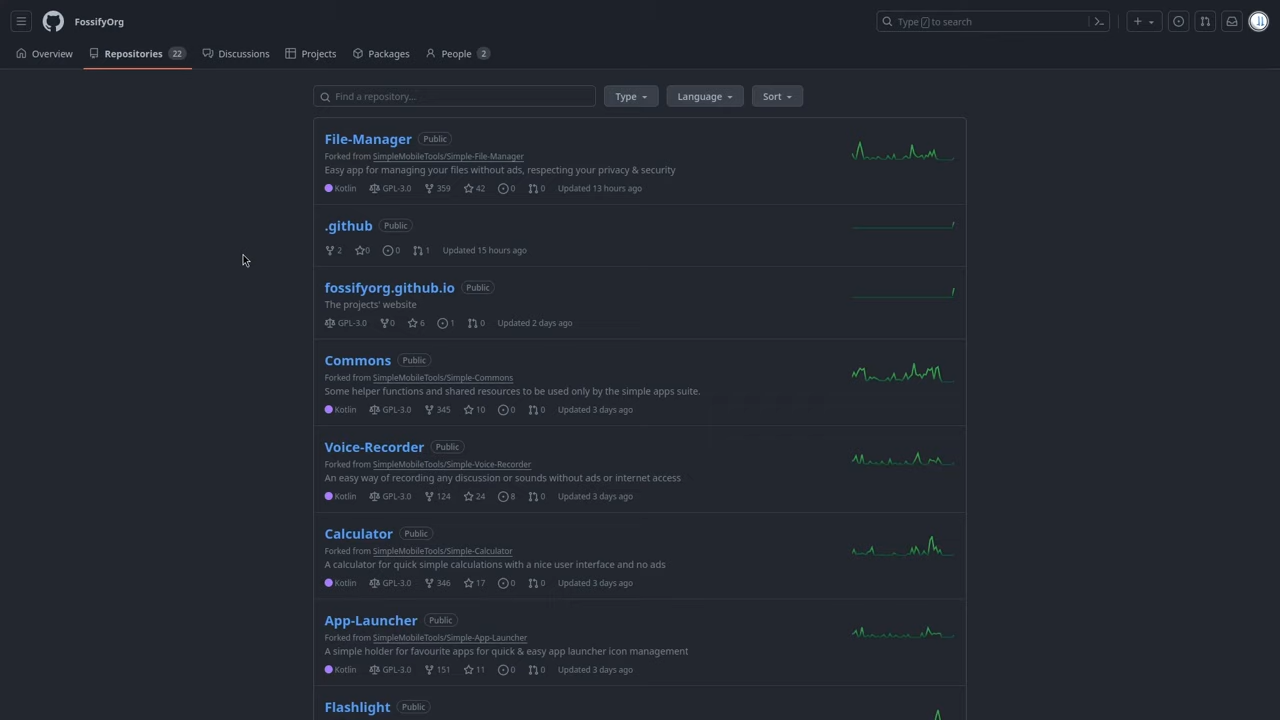 FossifyOrg
Type / to search
Overview
Repositories 22
Discussions
Projects
Packages
People 2
Find a repository...
Type
Language
Sort
File-Manager Public
Forked from SimpleMobileTools/Simple-File-Manager
Easy app for managing your files without ads, respecting your privacy & security
Kotlin GPL-3.0 359 42 0 0 Updated 13 hours ago
.github Public
2 0 0 1 Updated 15 hours ago
fossifyorg.github.io Public
The projects' website
GPL-3.0 0 6 1 0 Updated 2 days ago
Commons Public
Forked from SimpleMobileTools/Simple-Commons
Some helper functions and shared resources to be used only by the simple apps suite.
Kotlin GPL-3.0 345 10 0 0 Updated 3 days ago
Voice-Recorder Public
Forked from SimpleMobileTools/Simple-Voice-Recorder
An easy way of recording any discussion or sounds without ads or internet access
Kotlin GPL-3.0 124 24 8 0 Updated 3 days ago
Calculator Public
Forked from SimpleMobileTools/Simple-Calculator
A calculator for quick simple calculations with a nice user interface and no ads
Kotlin GPL-3.0 346 17 0 0 Updated 3 days ago
App-Launcher Public
Forked from SimpleMobileTools/Simple-App-Launcher
A simple holder for favourite apps for quick & easy app launcher icon management
Kotlin GPL-3.0 151 11 0 0 Updated 3 days ago
Flashlight Public